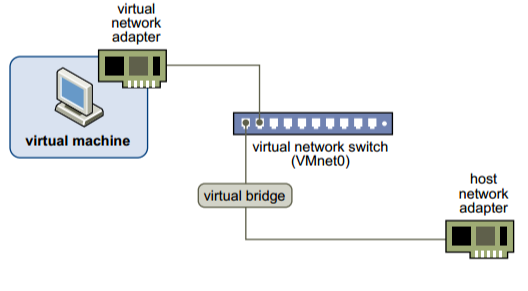 virtual
network
adapter
virtual machine
virtual network switch
(VMnet0)
virtual bridge
host
network
adapter